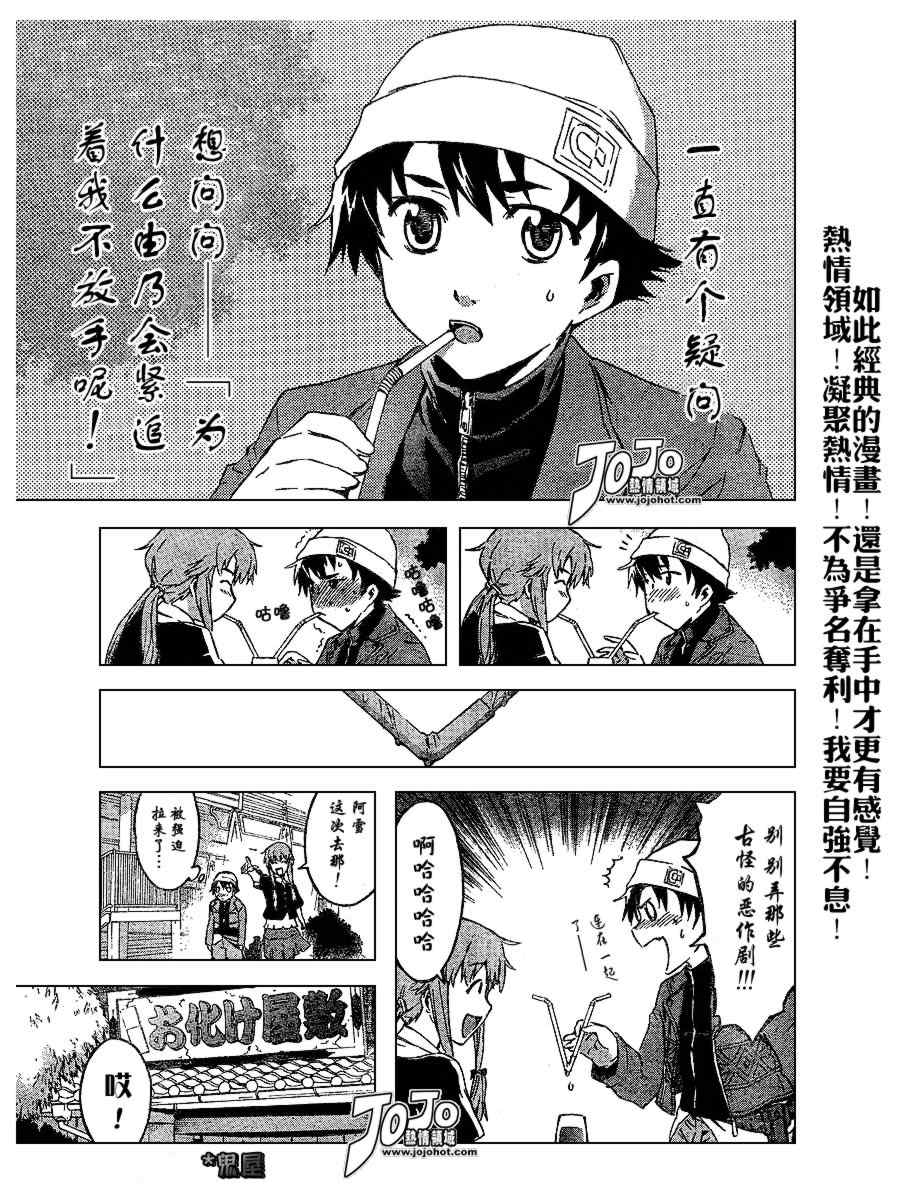 一直有个疑问
想问问——「为
什么由乃会紧追
着我不放手呢！」
JOJO
熱情領域
www.jojohot.com
咕嚕
咕嚕
别别弄那些
古怪的恶作剧!!!
連在一起
了——
啊哈哈哈哈
阿雪
这次去那！
被强迫
拉来了…
お化け屋敷
哎！
*鬼屋
JOJO
熱情領域
www.jojohot.com
如此經典的漫畫！還是拿在手中才更有感覺！
熱情領域！凝聚熱情！不為爭名奪利！我要自強不息！